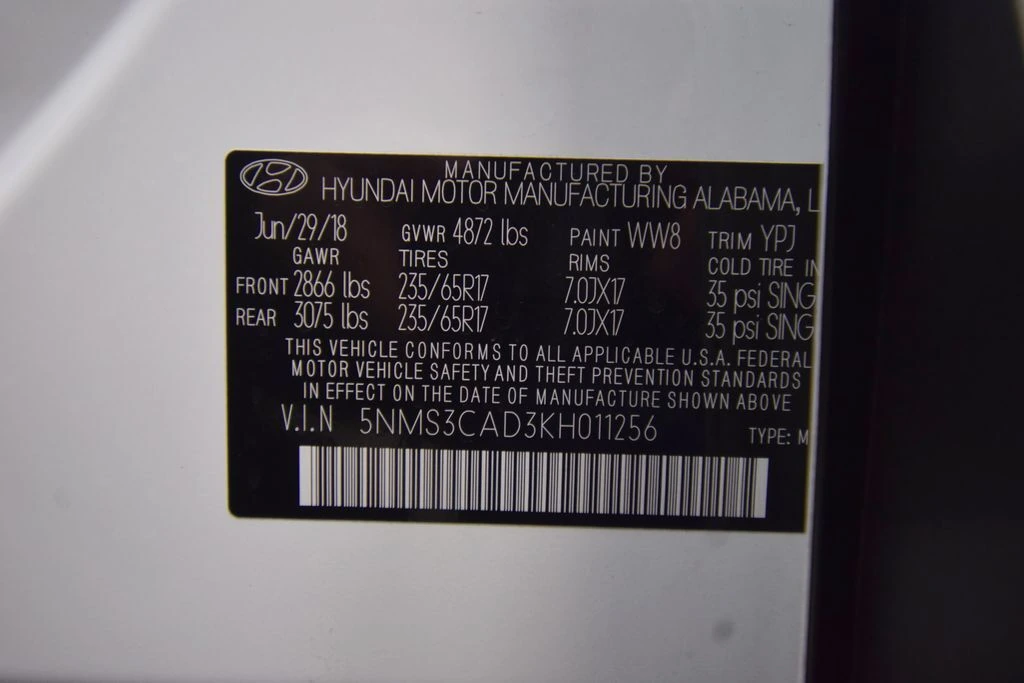 MANUFACTURED BY
HYUNDAI MOTOR MANUFACTURING ALABAMA, L
Jun/29/18 GVWR 4872 lbs PAINT WW8 TRIM YPJ
GAWR TIRES RIMS COLD TIRE IN
FRONT 2866 lbs 235/65R17 7.0JX17 35 psi SING
REAR 3075 lbs 235/65R17 7.0JX17 35 psi SING
THIS VEHICLE CONFORMS TO ALL APPLICABLE U.S.A. FEDERAL
MOTOR VEHICLE SAFETY AND THEFT PREVENTION STANDARDS
IN EFFECT ON THE DATE OF MANUFACTURE SHOWN ABOVE
V.I.N 5NMS3CAD3KH011256 TYPE: M